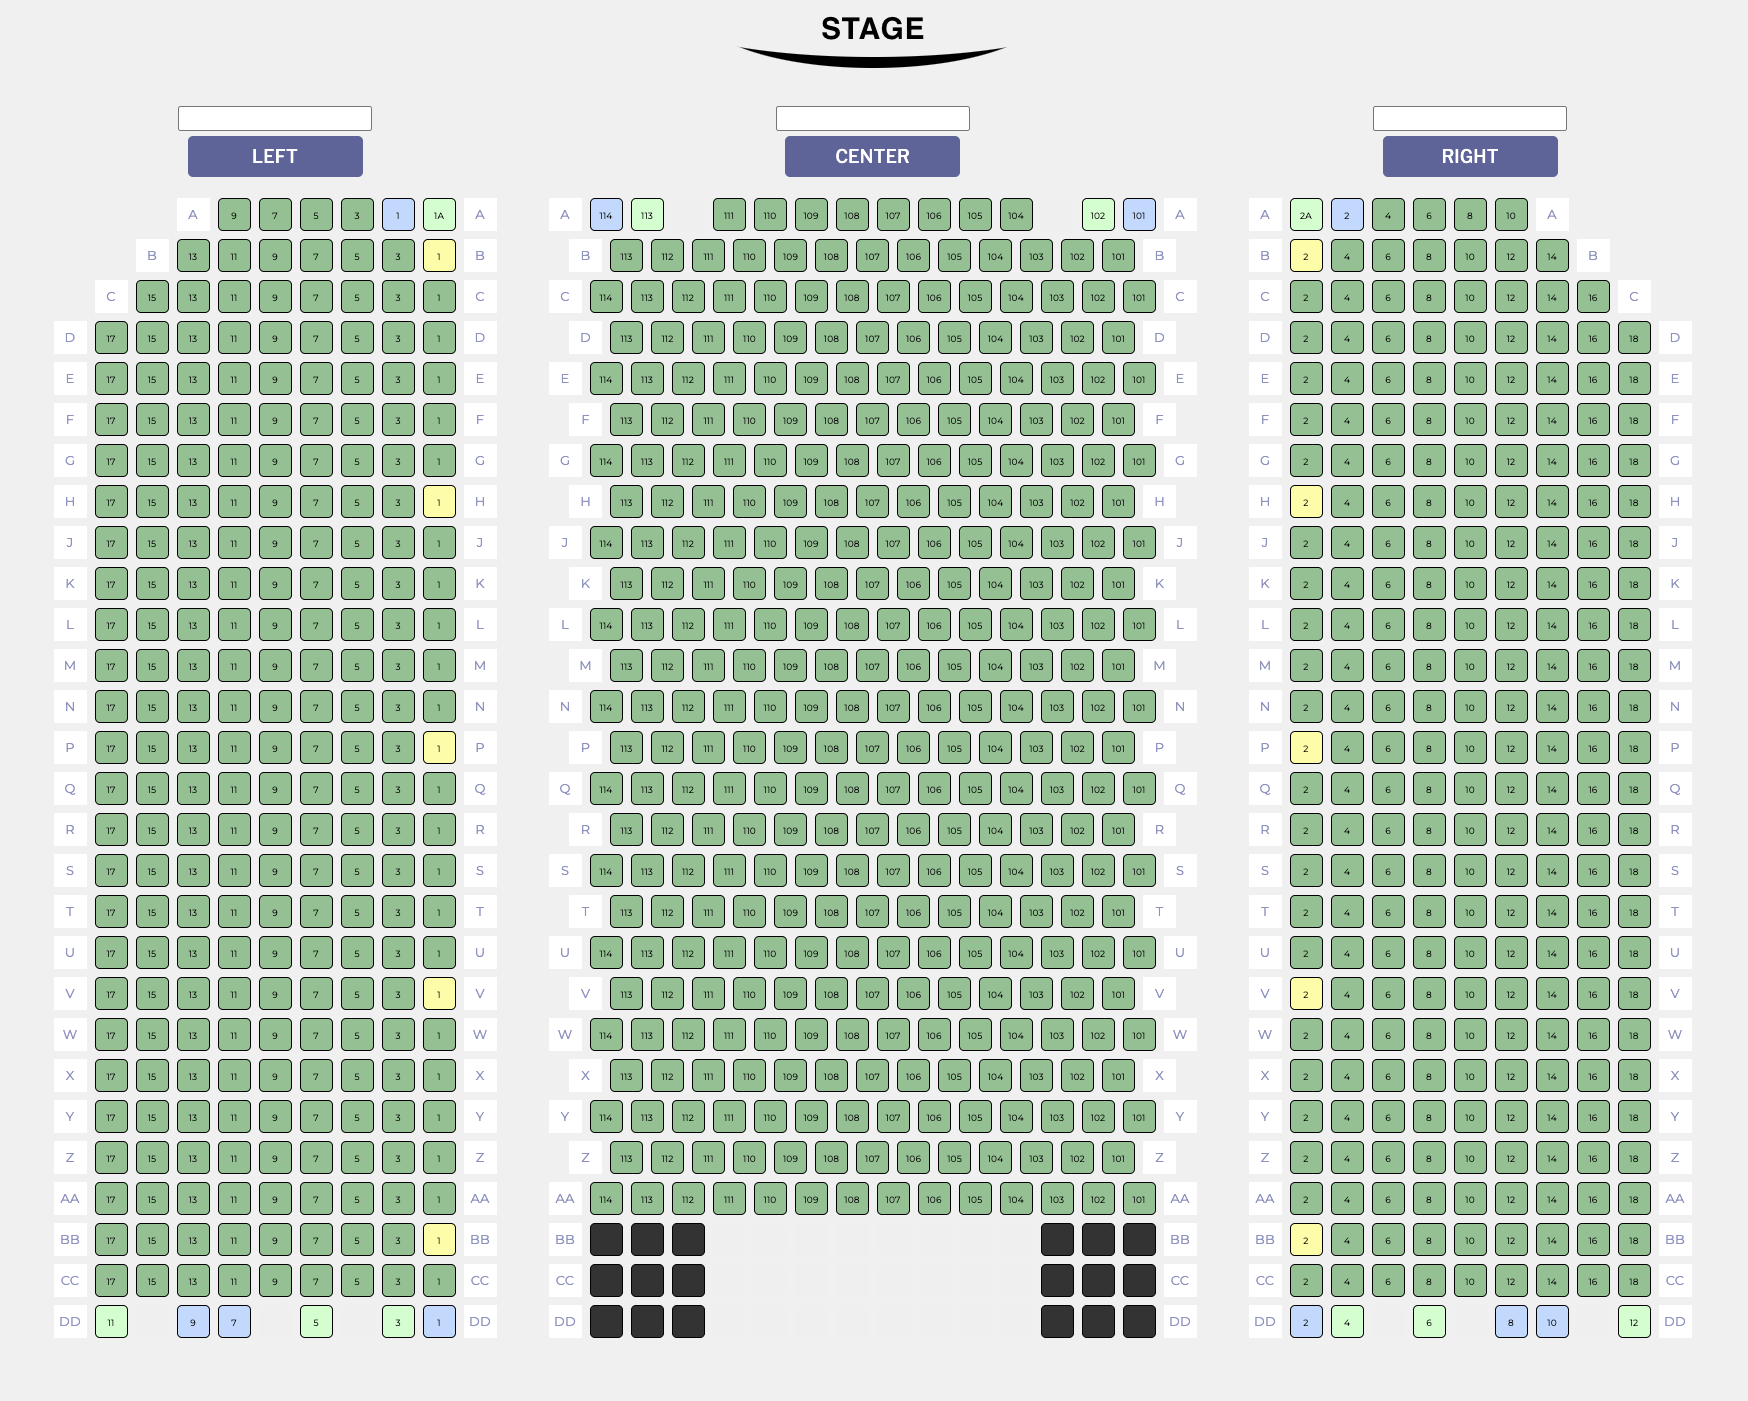 STAGE
LEFT CENTER RIGHT
A 9 7 5 3 1 1A A A 114 113 111 110 109 108 107 106 105 104 102 101 A A 2A 2 4 6 8 10 A
B 13 11 9 7 5 3 1 B B 113 112 111 110 109 108 107 106 105 104 103 102 101 B B 2 4 6 8 10 12 14 B
C 15 13 11 9 7 5 3 1 C C 114 113 112 111 110 109 108 107 106 105 104 103 102 101 C C 2 4 6 8 10 12 14 16 C
D 17 15 13 11 9 7 5 3 1 D D 113 112 111 110 109 108 107 106 105 104 103 102 101 D D 2 4 6 8 10 12 14 16 18 D
E 17 15 13 11 9 7 5 3 1 E E 114 113 112 111 110 109 108 107 106 105 104 103 102 101 E E 2 4 6 8 10 12 14 16 18 E
F 17 15 13 11 9 7 5 3 1 F F 113 112 111 110 109 108 107 106 105 104 103 102 101 F F 2 4 6 8 10 12 14 16 18 F
G 17 15 13 11 9 7 5 3 1 G G 114 113 112 111 110 109 108 107 106 105 104 103 102 101 G G 2 4 6 8 10 12 14 16 18 G
H 17 15 13 11 9 7 5 3 1 H H 113 112 111 110 109 108 107 106 105 104 103 102 101 H H 2 4 6 8 10 12 14 16 18 H
J 17 15 13 11 9 7 5 3 1 J J 114 113 112 111 110 109 108 107 106 105 104 103 102 101 J J 2 4 6 8 10 12 14 16 18 J
K 17 15 13 11 9 7 5 3 1 K K 113 112 111 110 109 108 107 106 105 104 103 102 101 K K 2 4 6 8 10 12 14 16 18 K
L 17 15 13 11 9 7 5 3 1 L L 114 113 112 111 110 109 108 107 106 105 104 103 102 101 L L 2 4 6 8 10 12 14 16 18 L
M 17 15 13 11 9 7 5 3 1 M M 113 112 111 110 109 108 107 106 105 104 103 102 101 M M 2 4 6 8 10 12 14 16 18 M
N 17 15 13 11 9 7 5 3 1 N N 114 113 112 111 110 109 108 107 106 105 104 103 102 101 N N 2 4 6 8 10 12 14 16 18 N
P 17 15 13 11 9 7 5 3 1 P P 113 112 111 110 109 108 107 106 105 104 103 102 101 P P 2 4 6 8 10 12 14 16 18 P
Q 17 15 13 11 9 7 5 3 1 Q Q 114 113 112 111 110 109 108 107 106 105 104 103 102 101 Q Q 2 4 6 8 10 12 14 16 18 Q
R 17 15 13 11 9 7 5 3 1 R R 113 112 111 110 109 108 107 106 105 104 103 102 101 R R 2 4 6 8 10 12 14 16 18 R
S 17 15 13 11 9 7 5 3 1 S S 114 113 112 111 110 109 108 107 106 105 104 103 102 101 S S 2 4 6 8 10 12 14 16 18 S
T 17 15 13 11 9 7 5 3 1 T T 113 112 111 110 109 108 107 106 105 104 103 102 101 T T 2 4 6 8 10 12 14 16 18 T
U 17 15 13 11 9 7 5 3 1 U U 114 113 112 111 110 109 108 107 106 105 104 103 102 101 U U 2 4 6 8 10 12 14 16 18 U
V 17 15 13 11 9 7 5 3 1 V V 113 112 111 110 109 108 107 106 105 104 103 102 101 V V 2 4 6 8 10 12 14 16 18 V
W 17 15 13 11 9 7 5 3 1 W W 114 113 112 111 110 109 108 107 106 105 104 103 102 101 W W 2 4 6 8 10 12 14 16 18 W
X 17 15 13 11 9 7 5 3 1 X X 113 112 111 110 109 108 107 106 105 104 103 102 101 X X 2 4 6 8 10 12 14 16 18 X
Y 17 15 13 11 9 7 5 3 1 Y Y 114 113 112 111 110 109 108 107 106 105 104 103 102 101 Y Y 2 4 6 8 10 12 14 16 18 Y
Z 17 15 13 11 9 7 5 3 1 Z Z 113 112 111 110 109 108 107 106 105 104 103 102 101 Z Z 2 4 6 8 10 12 14 16 18 Z
AA 17 15 13 11 9 7 5 3 1 AA AA 114 113 112 111 110 109 108 107 106 105 104 103 102 101 AA AA 2 4 6 8 10 12 14 16 18 AA
BB 17 15 13 11 9 7 5 3 1 BB BB BB BB 2 4 6 8 10 12 14 16 18 BB
CC 17 15 13 11 9 7 5 3 1 CC CC CC CC 2 4 6 8 10 12 14 16 18 CC
DD 11 9 7 5 3 1 DD DD DD DD 2 4 6 8 10 12 DD